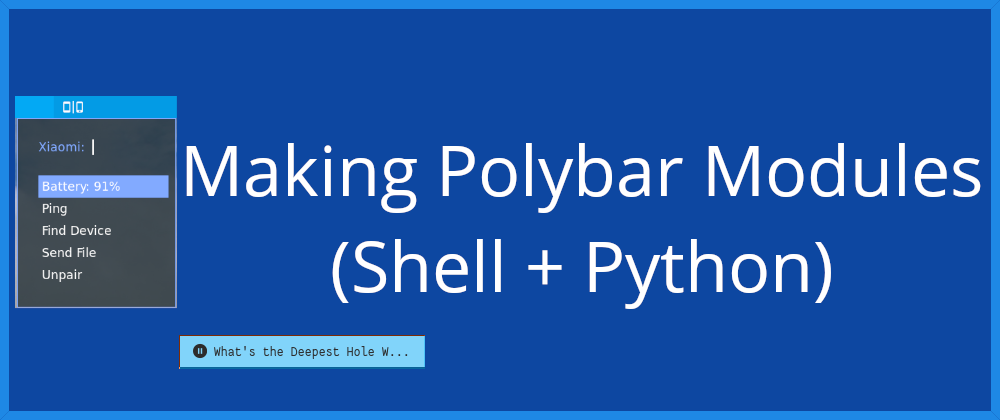 Xiaomi:
Battery: 91%
Ping
Find Device
Send File
Unpair
Making Polybar Modules
(Shell + Python)
What's the Deepest Hole W...